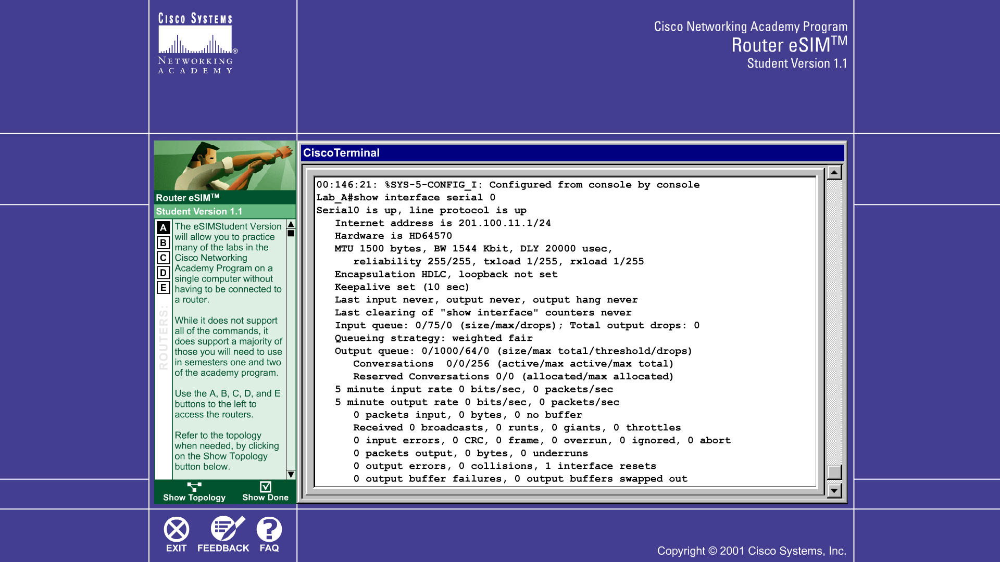 CISCO SYSTEMS
®
NETWORKING
ACADEMY
Cisco Networking Academy Program
Router eSIM™
Student Version 1.1
Router eSIM™
Student Version 1.1
A
B
C
D
E
ROUTERS:
The eSIMStudent Version
will allow you to practice
many of the labs in the
Cisco Networking
Academy Program on a
single computer without
having to be connected to
a router.
While it does not support
all of the commands, it
does support a majority of
those you will need to use
in semesters one and two
of the academy program.
Use the A, B, C, D, and E
buttons to the left to
access the routers.
Refer to the topology
when needed, by clicking
on the Show Topology
button below.
Show Topology
Show Done
CiscoTerminal
00:146:21: %SYS-5-CONFIG_I: Configured from console by console
Lab_A#show interface serial 0
Serial0 is up, line protocol is up
Internet address is 201.100.11.1/24
Hardware is HD64570
MTU 1500 bytes, BW 1544 Kbit, DLY 20000 usec,
reliability 255/255, txload 1/255, rxload 1/255
Encapsulation HDLC, loopback not set
Keepalive set (10 sec)
Last input never, output never, output hang never
Last clearing of "show interface" counters never
Input queue: 0/75/0 (size/max/drops); Total output drops: 0
Queueing strategy: weighted fair
Output queue: 0/1000/64/0 (size/max total/threshold/drops)
Conversations  0/0/256 (active/max active/max total)
Reserved Conversations 0/0 (allocated/max allocated)
5 minute input rate 0 bits/sec, 0 packets/sec
5 minute output rate 0 bits/sec, 0 packets/sec
0 packets input, 0 bytes, 0 no buffer
Received 0 broadcasts, 0 runts, 0 giants, 0 throttles
0 input errors, 0 CRC, 0 frame, 0 overrun, 0 ignored, 0 abort
0 packets output, 0 bytes, 0 underruns
0 output errors, 0 collisions, 1 interface resets
0 output buffer failures, 0 output buffers swapped out
EXIT
FEEDBACK
FAQ
Copyright © 2001 Cisco Systems, Inc.